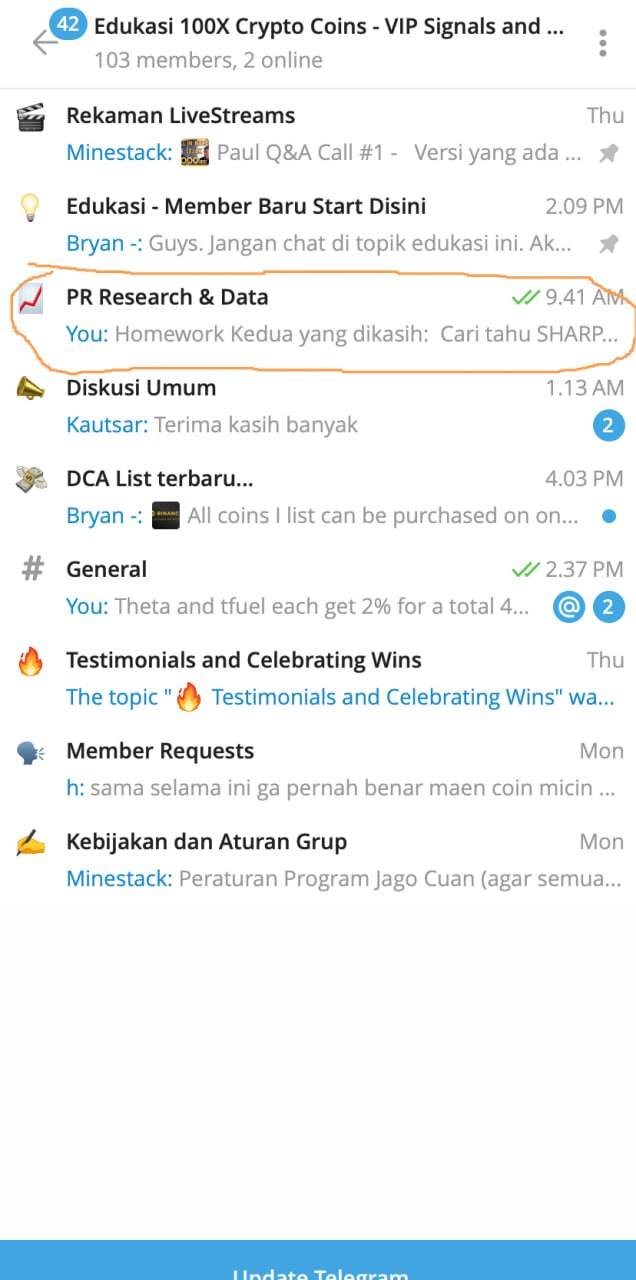 42
Edukasi 100X Crypto Coins - VIP Signals and ...
103 members, 2 online
Rekaman LiveStreams Thu
Minestack: Paul Q&A Call #1 - Versi yang ada ...
Edukasi - Member Baru Start Disini 2.09 PM
Bryan -: Guys. Jangan chat di topik edukasi ini. Ak...
PR Research & Data 9.41 AM
You: Homework Kedua yang dikasih: Cari tahu SHARP...
Diskusi Umum 1.13 AM
Kautsar: Terima kasih banyak 2
DCA List terbaru... 4.03 PM
Bryan -: All coins I list can be purchased on on...
# General 2.37 PM
You: Theta and tfuel each get 2% for a total 4... @ 2
Testimonials and Celebrating Wins Thu
The topic "🔥 Testimonials and Celebrating Wins" wa...
Member Requests Mon
h: sama selama ini ga pernah benar maen coin micin ...
Kebijakan dan Aturan Grup Mon
Minestack: Peraturan Program Jago Cuan (agar semua...
Update Telegram